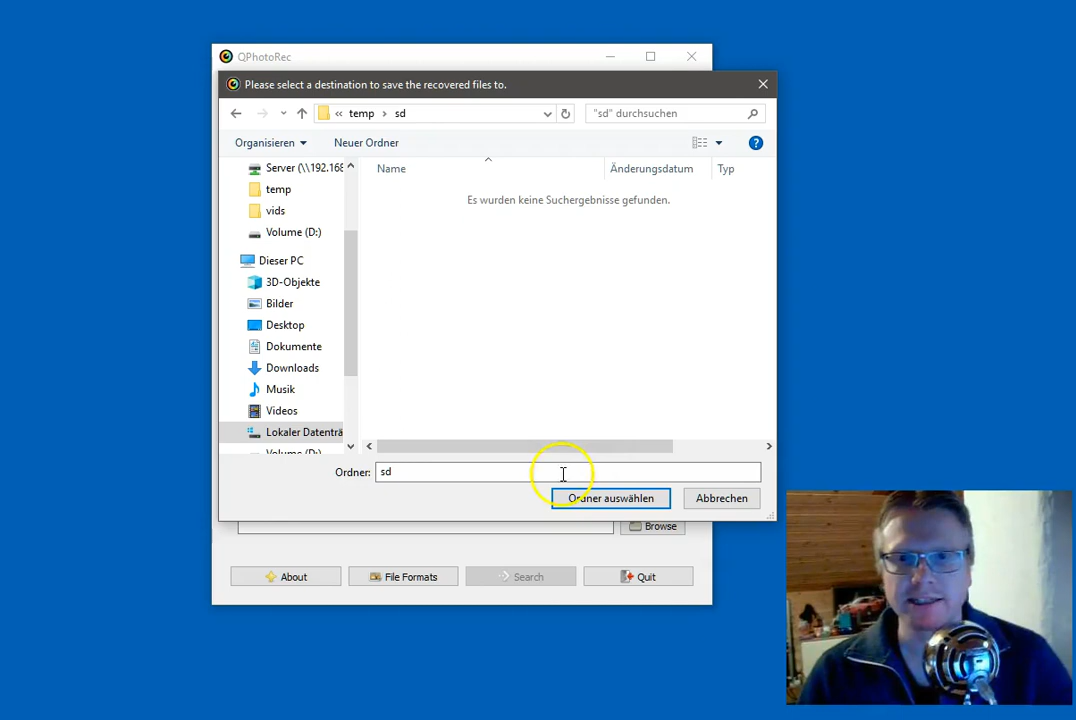 QPhotoRec
Please select a destination to save the recovered files to.
« temp › sd
"sd" durchsuchen
Organisieren
Neuer Ordner
?
Name
Änderungsdatum
Typ
Es wurden keine Suchergebnisse gefunden.
Server (\\192.168
temp
vids
Volume (D:)
Dieser PC
3D-Objekte
Bilder
Desktop
Dokumente
Downloads
Musik
Videos
Lokaler Datenträ
Volume (D:)
Ordner: sd
Ordner auswählen
Abbrechen
Browse
About
File Formats
Search
Quit